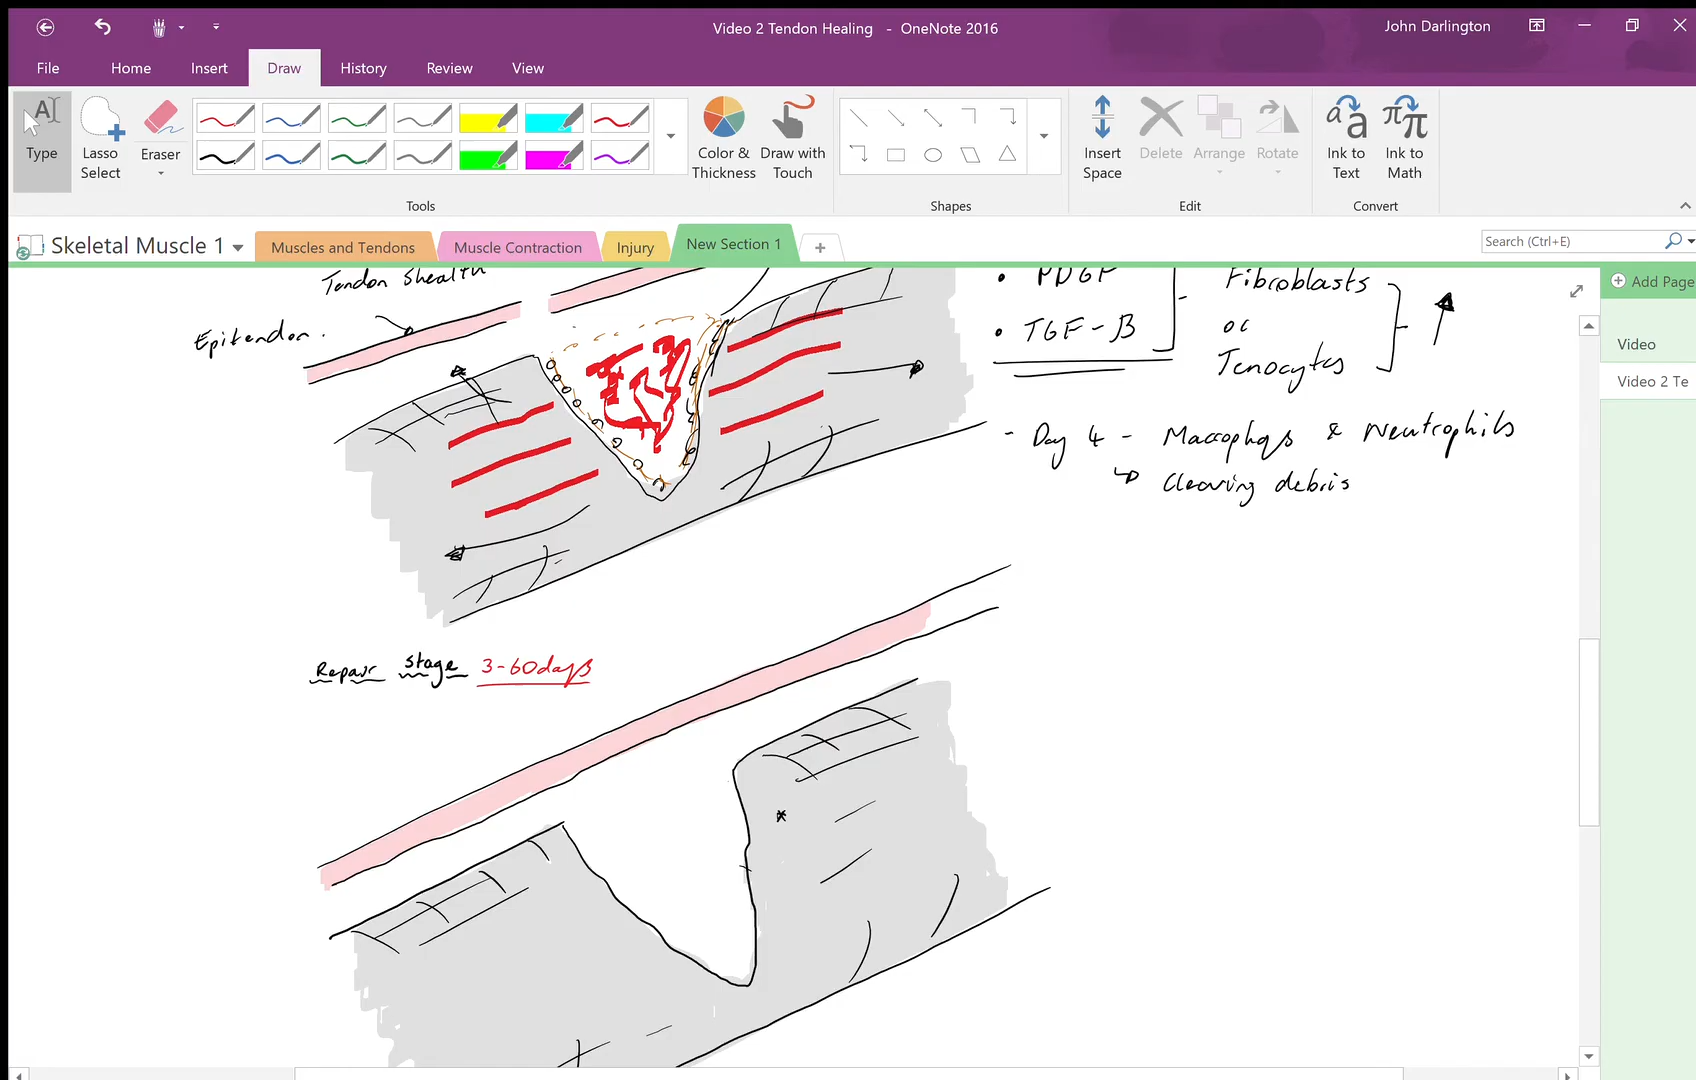 Video 2 Tendon Healing - OneNote 2016
John Darlington
File Home Insert Draw History Review View
Type
Lasso Select
Eraser
Color & Thickness
Draw with Touch
Insert Space
Delete
Arrange
Rotate
Ink to Text
Ink to Math
Tools
Shapes
Edit
Convert
Skeletal Muscle 1
Muscles and Tendons
Muscle Contraction
Injury
New Section 1
Search (Ctrl+E)
Add Page
Video
Video 2 Te
Tendon Shealth
Epitendon.
• PDGF
• TGF-β
Fibroblasts
or
Tenocytes
- Day 4 - Macrophags & Neutrophils
↳ Clearing debris
Repair Stage 3-60days